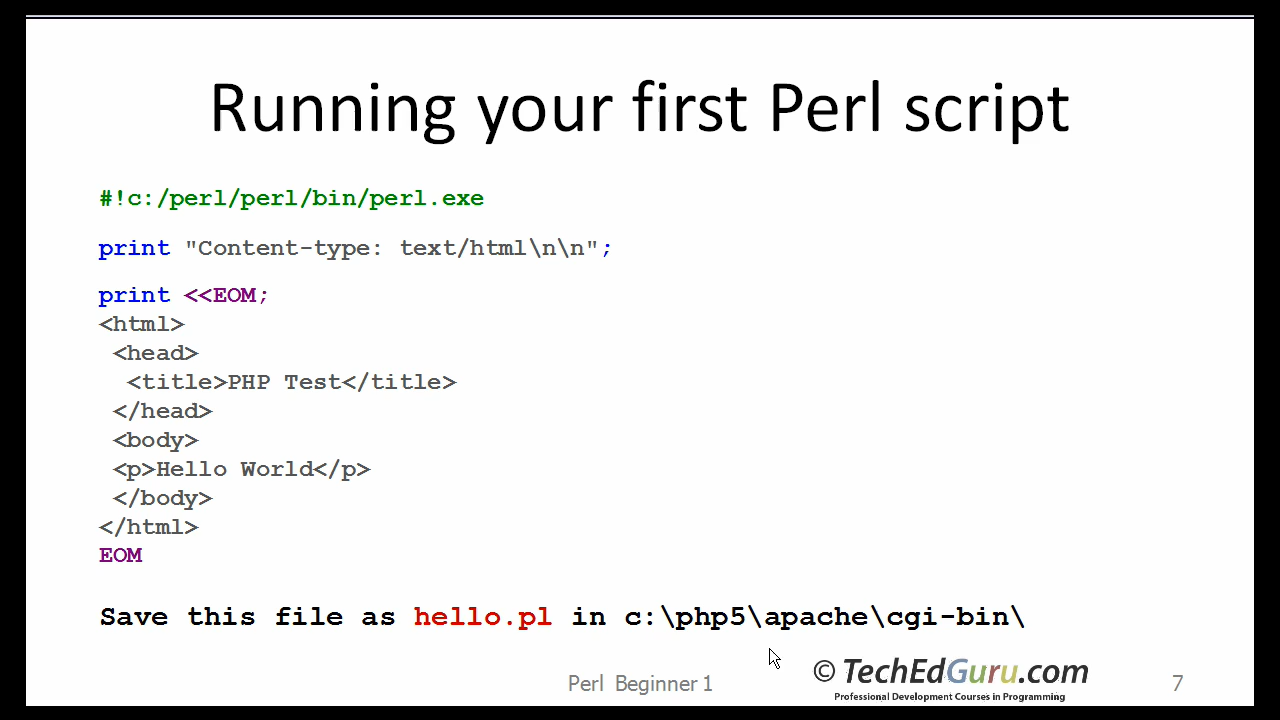 Running your first Perl script
#!c:/perl/perl/bin/perl.exe
print "Content-type: text/html\n\n";
print <<EOM;
<html>
 <head>
  <title>PHP Test</title>
 </head>
 <body>
 <p>Hello World</p>
 </body>
</html>
EOM
Save this file as hello.pl in c:\php5\apache\cgi-bin\
Perl Beginner 1
© TechEdGuru.com
Professional Development Courses in Programming
7